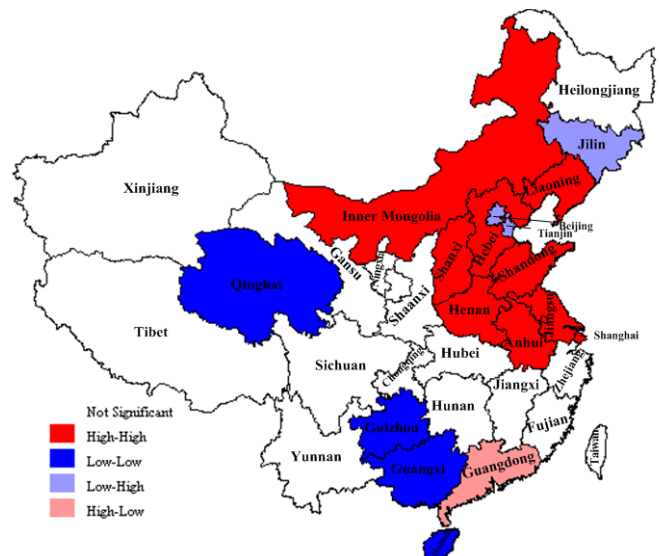 Heilongjiang
Jilin
Xinjiang
Liaoning
Inner Mongolia
Beijing
Tianjin
Hebei
Shanxi
Gansu
Shandong
Qinghai
Shaanxi
Henan
Jiangsu
Tibet
Anhui
Shanghai
Hubei
Sichuan
Chongqing
Zhejiang
Jiangxi
Hunan
Not Significant
Guizhou
Fujian
High-High
Yunnan
Taiwan
Low-Low
Guangxi
Guangdong
Low-High
High-Low